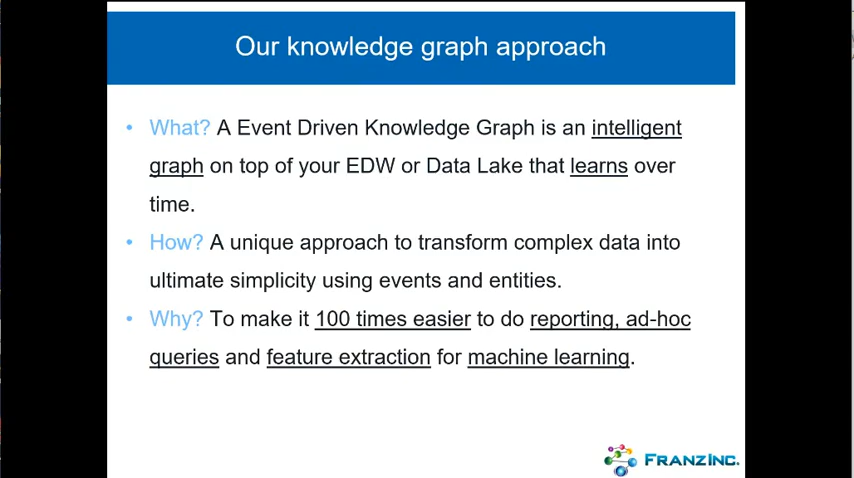 Our knowledge graph approach
• What? A Event Driven Knowledge Graph is an intelligent
graph on top of your EDW or Data Lake that learns over
time.
• How? A unique approach to transform complex data into
ultimate simplicity using events and entities.
• Why? To make it 100 times easier to do reporting, ad-hoc
queries and feature extraction for machine learning.
FRANZ INC.